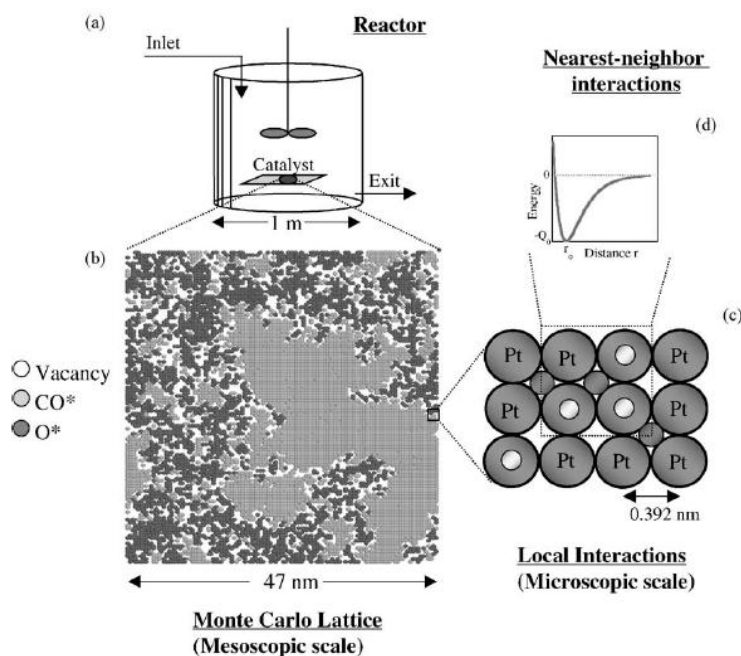 (a)
Reactor
Inlet
Catalyst
Exit
1 m
Nearest-neighbor
interactions
(d)
0
Energy
-Q₀
r₀
Distance r
(b)
Vacancy
CO*
O*
47 nm
Monte Carlo Lattice
(Mesoscopic scale)
(c)
Pt Pt Pt
Pt Pt
Pt Pt Pt
0.392 nm
Local Interactions
(Microscopic scale)